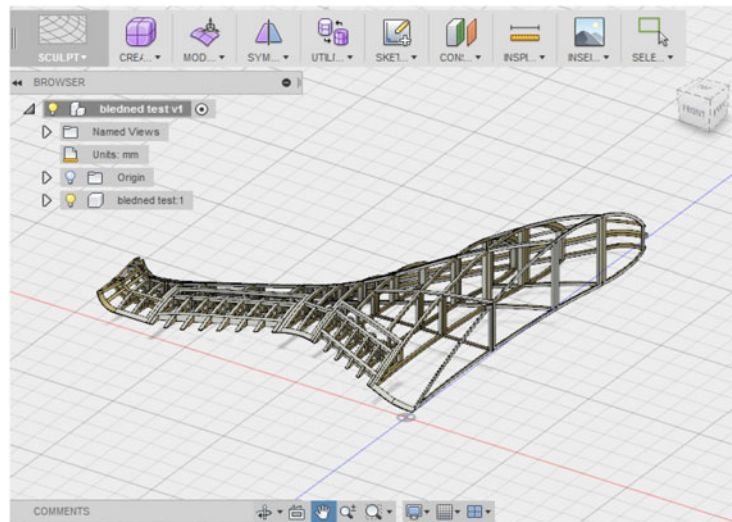 SCULPT CREA... MOD... SYM... UTILI... SKET... CON... INSPI... INSEI... SELE...
BROWSER
bledned test v1
Named Views
Units: mm
Origin
bledned test:1
FRONT
COMMENTS